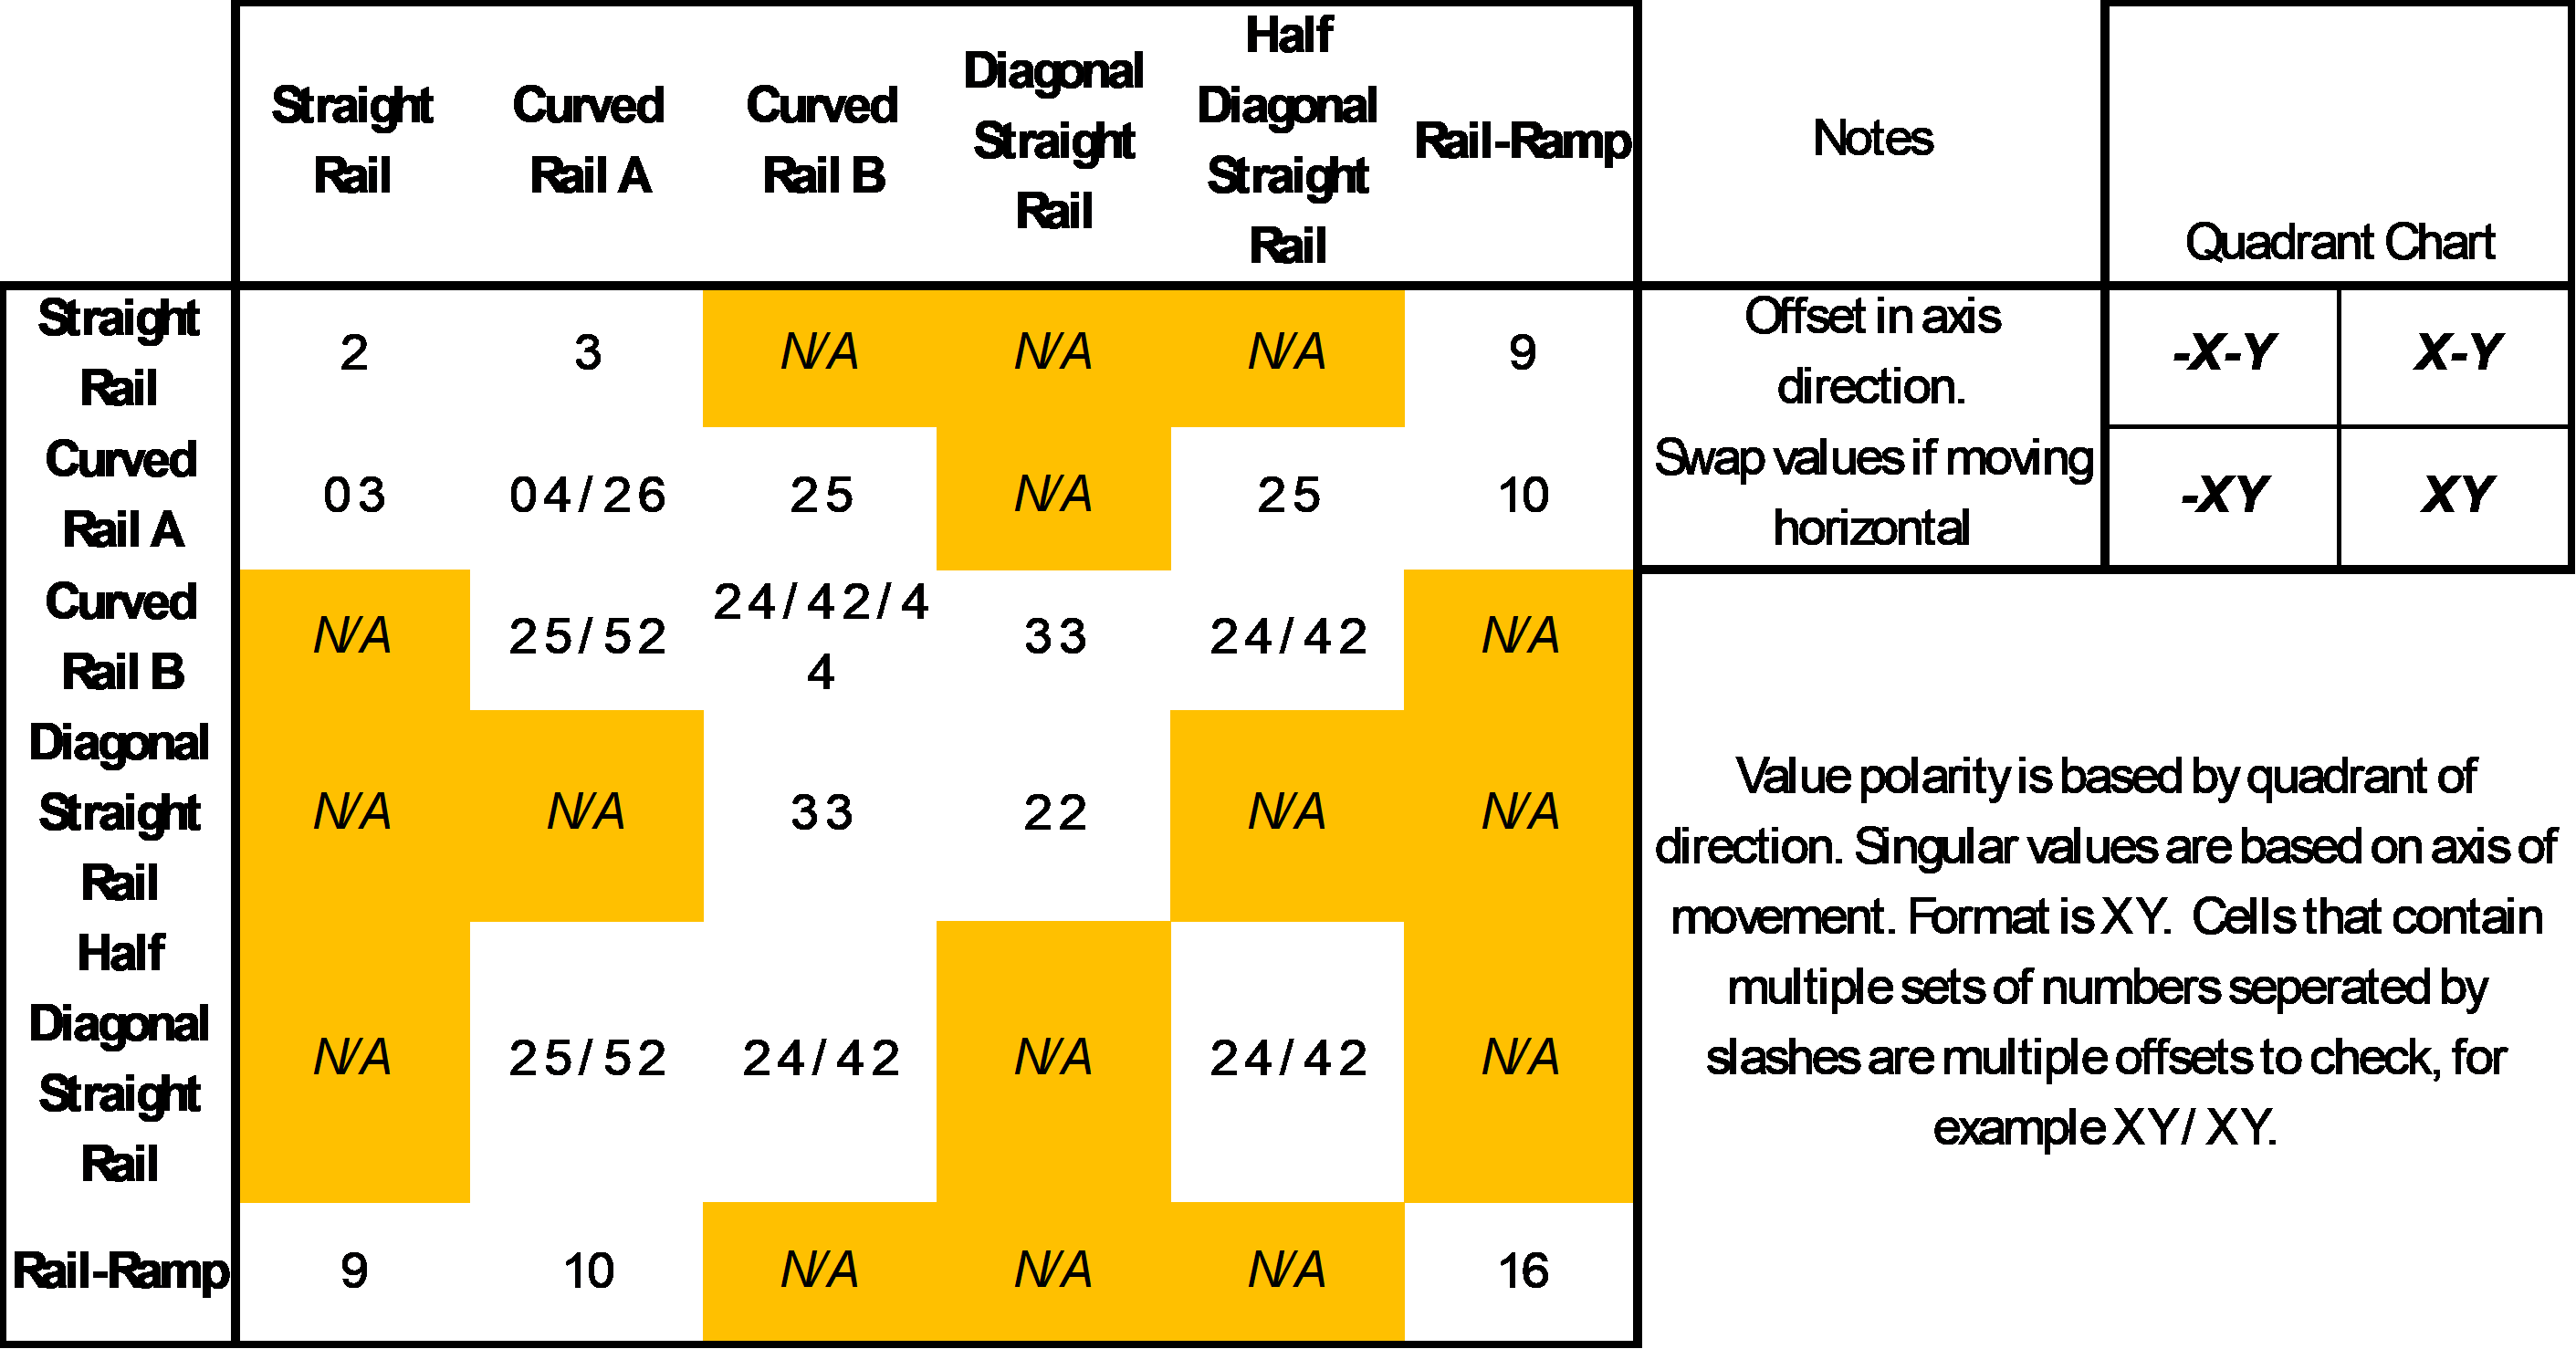 Straight
Rail
Curved
Rail A
Curved
Rail B
Diagonal
Straight
Rail
Half
Diagonal
Straight
Rail
Rail-Ramp
Notes
Quadrant Chart
Straight
Rail
2
3
N/A
N/A
N/A
9
Offset in axis
direction.
-X-Y
X-Y
Curved
Rail A
03
04/26
25
N/A
25
10
Swap values if moving
horizontal
-XY
XY
Curved
Rail B
N/A
25/52
24/42/4
4
33
24/42
N/A
Diagonal
Straight
Rail
N/A
N/A
33
22
N/A
N/A
Half
Diagonal
Straight
Rail
N/A
25/52
24/42
N/A
24/42
N/A
Rail-Ramp
9
10
N/A
N/A
N/A
16
Value polarity is based by quadrant of
direction. Singular values are based on axis of
movement. Format is XY. Cells that contain
multiple sets of numbers seperated by
slashes are multiple offsets to check, for
example XY / XY.